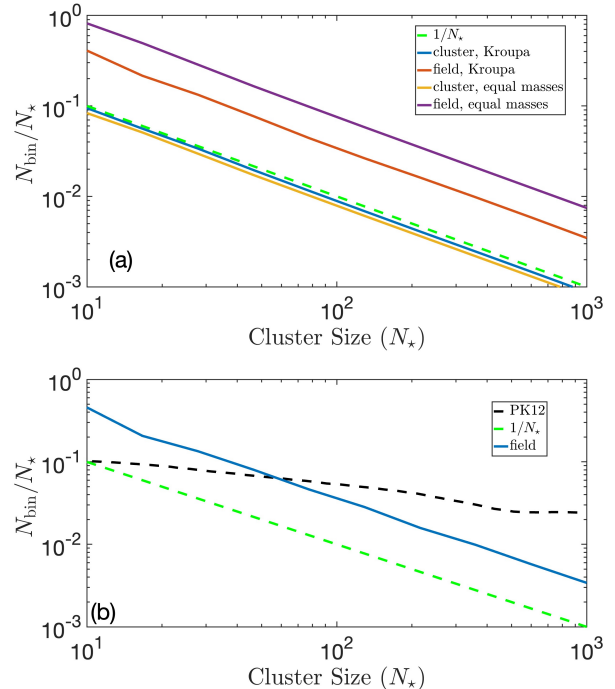 10^0
10^-1
10^-2
10^-3
N_bin/N_⋆
1/N_⋆
cluster, Kroupa
field, Kroupa
cluster, equal masses
field, equal masses
(a)
10^1 10^2 10^3
Cluster Size (N_⋆)
10^0
10^-1
10^-2
10^-3
N_bin/N_⋆
PK12
1/N_⋆
field
(b)
10^1 10^2 10^3
Cluster Size (N_⋆)